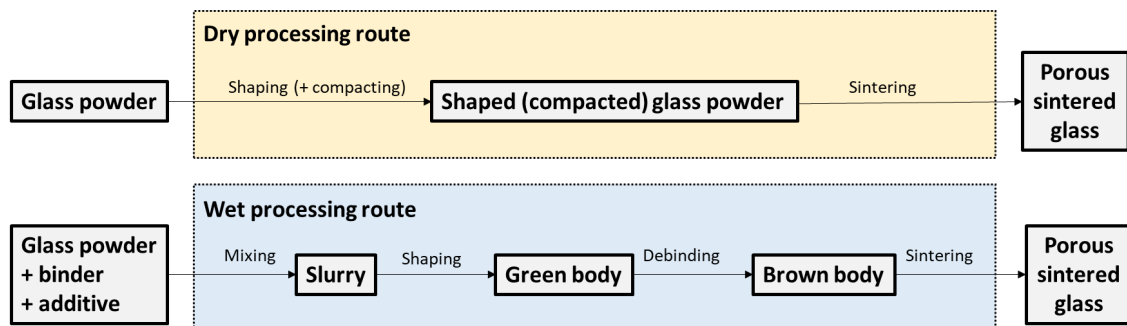 Dry processing route
Glass powder
Shaping (+ compacting)
Shaped (compacted) glass powder
Sintering
Porous
sintered
glass
Wet processing route
Glass powder
+ binder
+ additive
Mixing
Slurry
Shaping
Green body
Debinding
Brown body
Sintering
Porous
sintered
glass